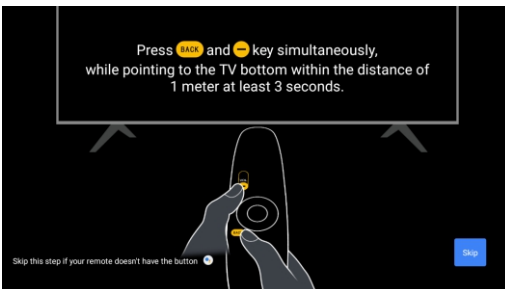 Press BACK and − key simultaneously,
while pointing to the TV bottom within the distance of
1 meter at least 3 seconds.
Skip this step if your remote doesn't have the button
Skip